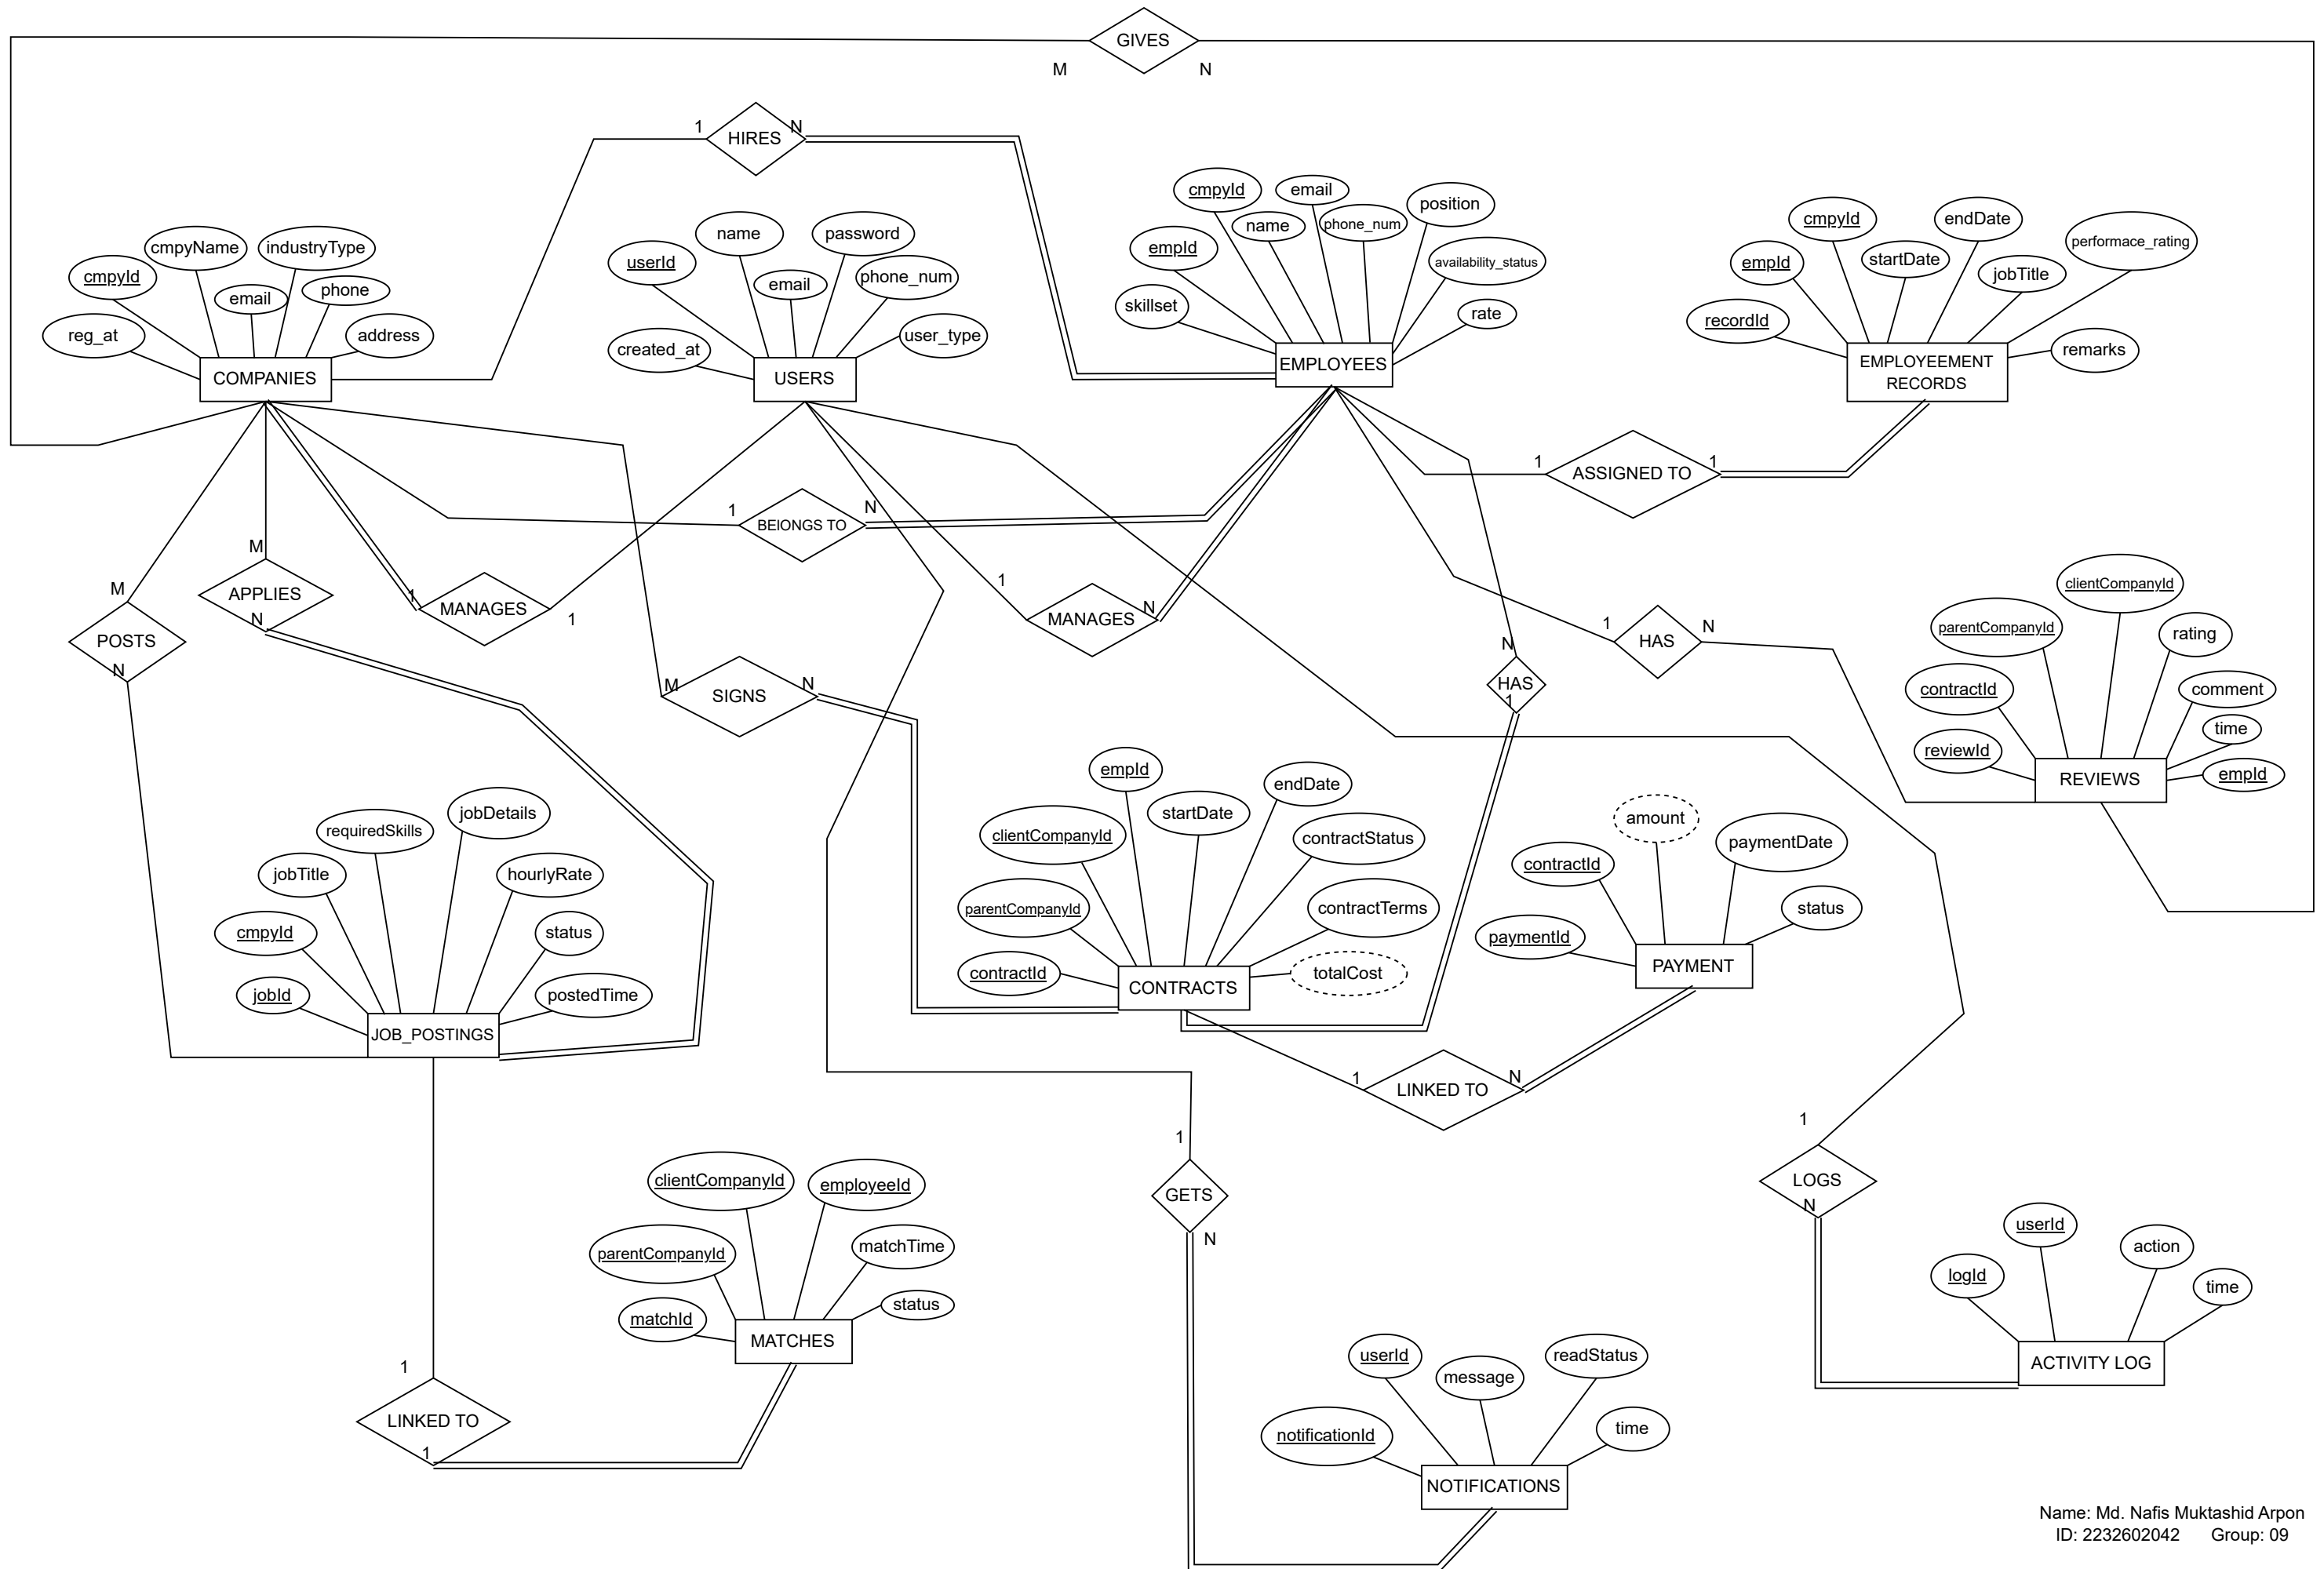 GIVES
M
N
1
HIRES
N
cmpyId
cmpyName
industryType
email
phone
reg_at
address
COMPANIES
userId
name
password
email
phone_num
created_at
user_type
USERS
cmpyId
email
name
phone_num
position
empId
availability_status
skillset
rate
EMPLOYEES
cmpyId
endDate
performace_rating
empId
startDate
jobTitle
recordId
remarks
EMPLOYEEMENT
RECORDS
1
ASSIGNED TO
1
1
BElONGS TO
N
M
APPLIES
N
M
POSTS
N
1
MANAGES
1
1
MANAGES
N
M
SIGNS
N
N
HAS
1
1
HAS
N
clientCompanyId
parentCompanyId
rating
contractId
comment
time
reviewId
empId
REVIEWS
jobDetails
requiredSkills
jobTitle
hourlyRate
cmpyId
status
jobId
postedTime
JOB_POSTINGS
empId
endDate
startDate
clientCompanyId
contractStatus
parentCompanyId
contractTerms
contractId
totalCost
CONTRACTS
amount
paymentDate
contractId
status
paymentId
PAYMENT
1
LINKED TO
N
1
GETS
N
1
LOGS
N
clientCompanyId
employeeId
parentCompanyId
matchTime
matchId
status
MATCHES
1
LINKED TO
1
userId
action
logId
time
ACTIVITY LOG
userId
message
readStatus
notificationId
time
NOTIFICATIONS
Name: Md. Nafis Muktashid Arpon
ID: 2232602042 Group: 09